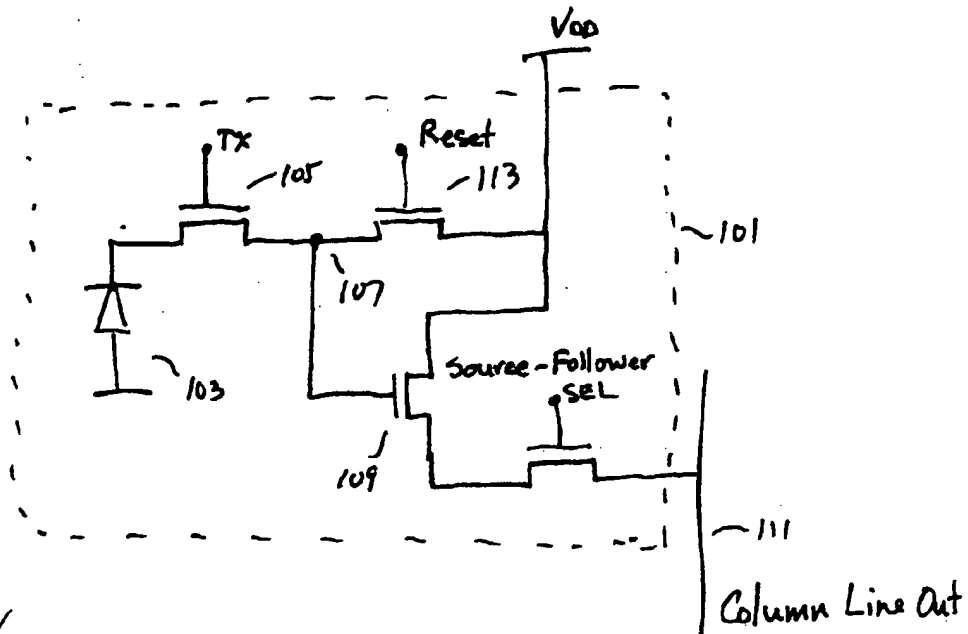 VDD
TX
Reset
105
113
101
107
103
Source-Follower
SEL
109
111
Column Line Out